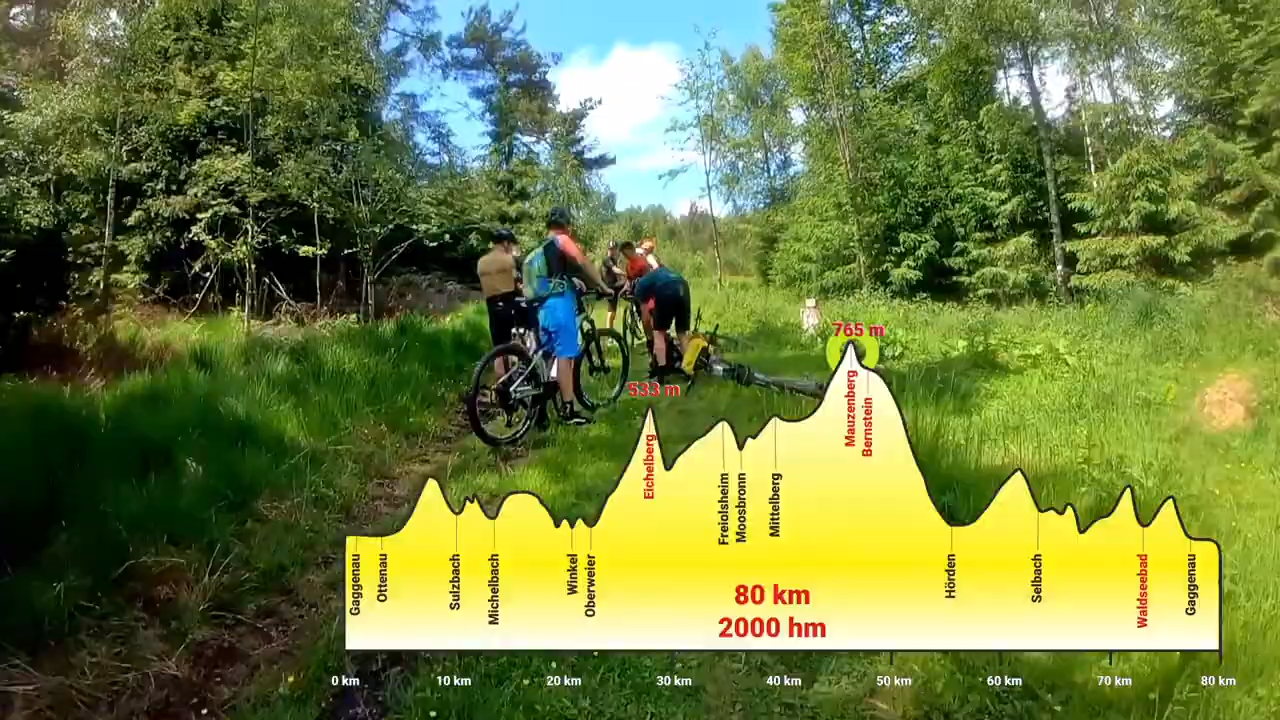 765 m
533 m
Mauzenberg
Bernstein
Eichelberg
Freiolsheim
Moosbronn
Mittelberg
Gaggenau
Ottenau
Sulzbach
Michelbach
Winkel
Oberweier
Hörden
Selbach
Waldseebad
Gaggenau
80 km
2000 hm
0 km 10 km 20 km 30 km 40 km 50 km 60 km 70 km 80 km